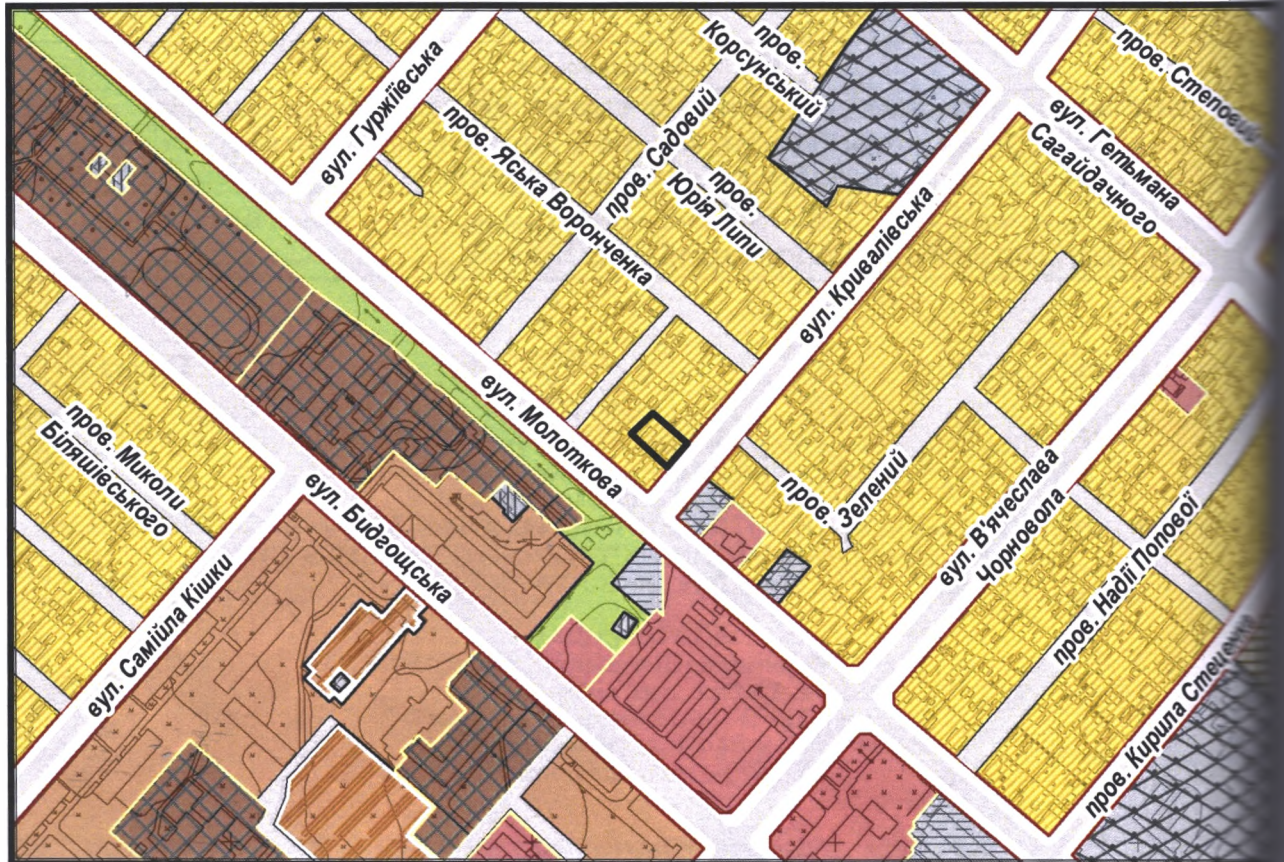 пров.
Корсунський
пров. Степовий
вул. Гуржіївська
вул. Гетьмана
Сагайдачного
пров. Яська Воронченка
пров. Садовий
пров.
Юрія Липи
вул. Кривалівська
вул. Молоткова
пров. Миколи
Біляшівського
вул. Бидгощська
пров. Зелений
вул. В'ячеслава
Чорновола
пров. Надії Попової
вул. Самійла Кішки
пров. Кирила Стеценка